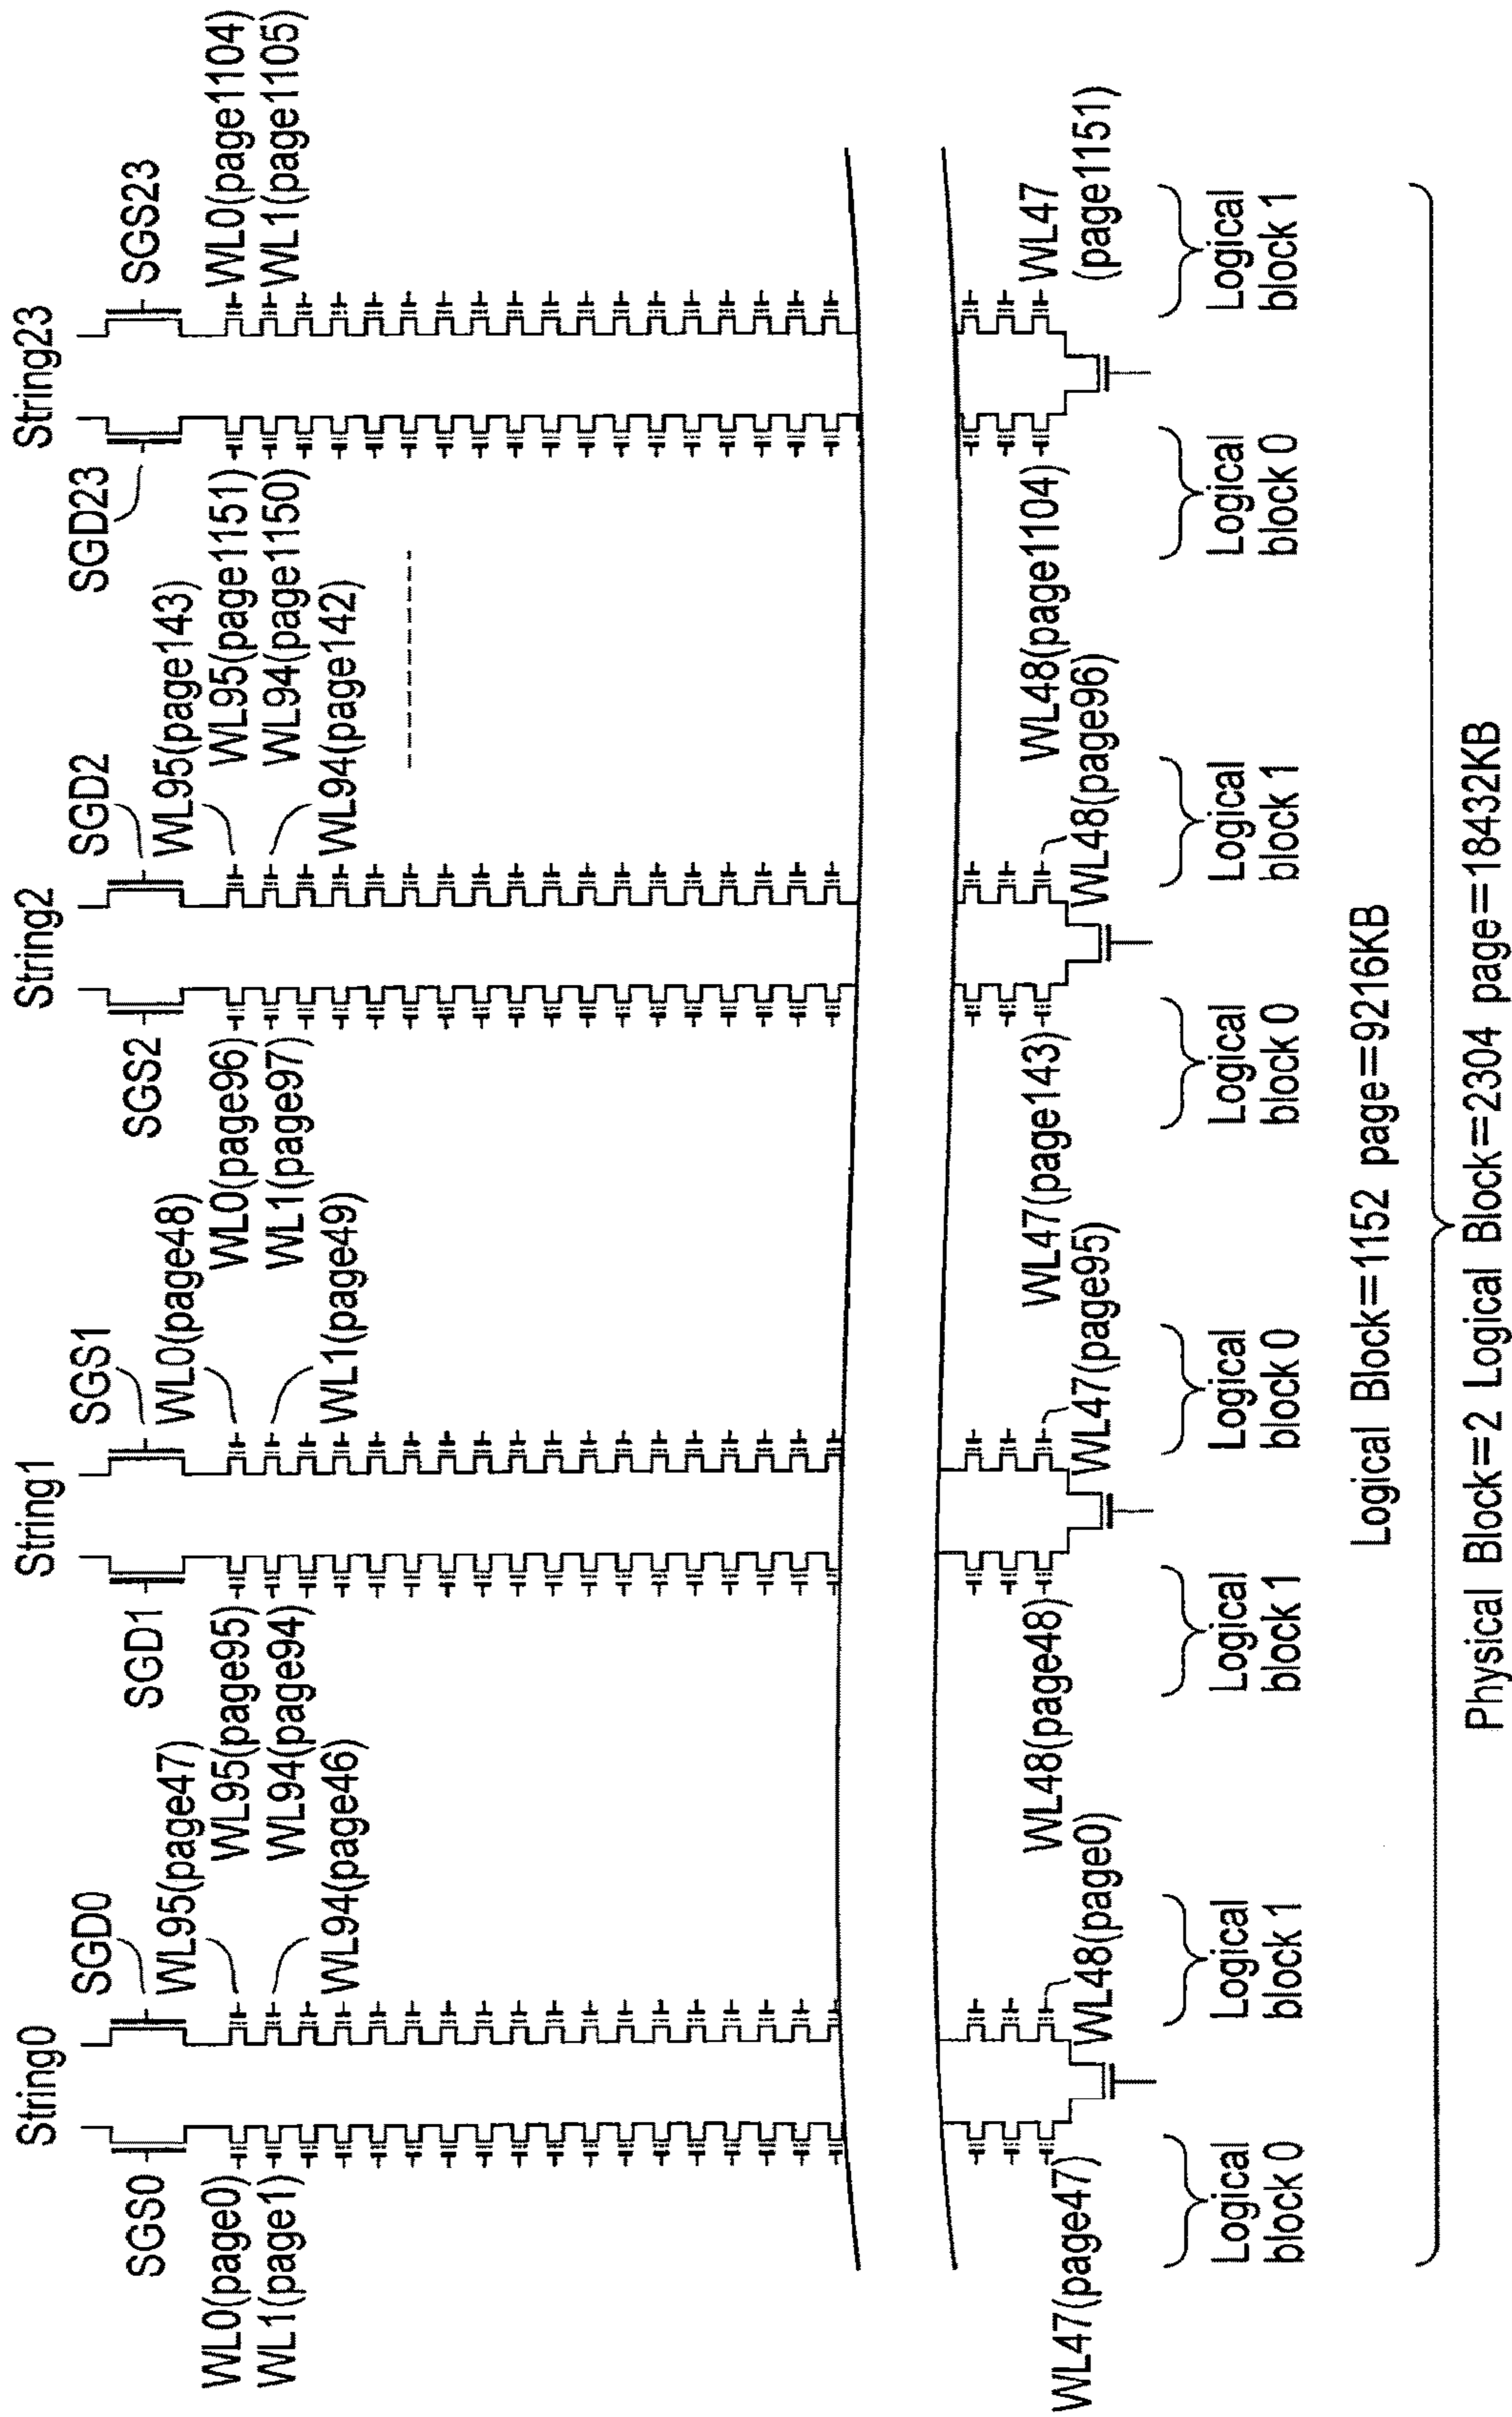 String0
String1
String2
String23
SGS0
SGD0
SGD1
SGS1
SGS2
SGD2
SGD23
SGS23
WL0(page0)
WL1(page1)
WL95(page47)
WL94(page46)
WL95(page95)
WL94(page94)
WL0(page48)
WL1(page49)
WL0(page96)
WL1(page97)
WL95(page143)
WL94(page142)
WL95(page1151)
WL94(page1150)
WL0(page1104)
WL1(page1105)
WL47(page47)
WL48(page0)
WL48(page48)
WL47(page95)
WL47(page143)
WL48(page96)
WL48(page1104)
WL47
(page1151)
Logical
block 0
Logical
block 1
Logical
block 1
Logical
block 0
Logical
block 0
Logical
block 1
Logical
block 0
Logical
block 1
Logical Block=1152 page=9216KB
Physical Block=2 Logical Block=2304 page=18432KB